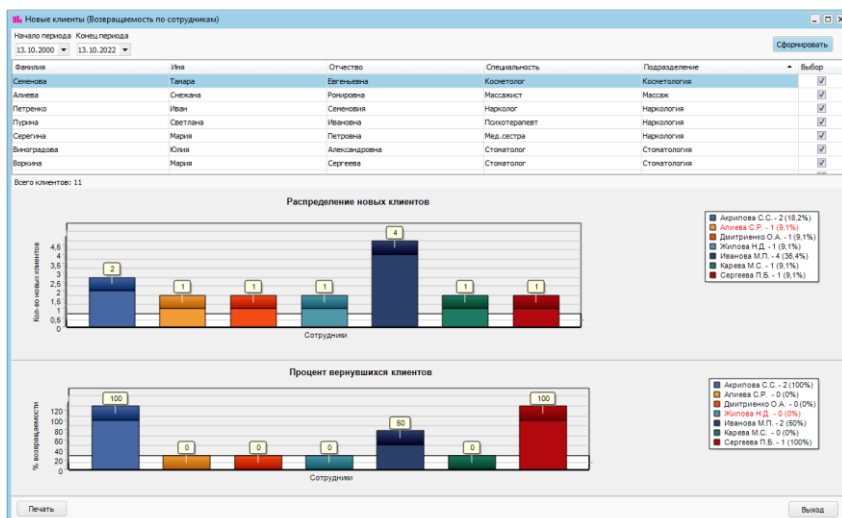 Новые клиенты (Возвращаемость по сотрудникам)
Начало периода Конец периода
13.10.2000 13.10.2022
Сформировать
Фамилия Имя Отчество Специальность Подразделение Выбор
Семенова Тамара Евгеньевна Косметолог Косметология
Алиева Снежана Ромировна Массажист Массаж
Петренко Иван Семеновия Нарколог Наркология
Пурина Светлана Ивановна Психотерапевт Наркология
Серегина Мария Петровна Мед.сестра Наркология
Виноградова Юлия Александровна Стоматолог Стоматология
Воркина Мария Сергеева Стоматолог Стоматология
Всего клиентов: 11
Распределение новых клиентов
Кол-во новых клиентов
4,5
4
3,5
3
2,5
2
1,5
1
0,5
0
2 1 1 1 4 1 1
Сотрудники
Акрилова С.С. - 2 (18,2%)
Алиева С.Р. - 1 (9,1%)
Дмитриенко О.А. - 1 (9,1%)
Жилова Н.Д. - 1 (9,1%)
Иванова М.П. - 4 (36,4%)
Карева М.С. - 1 (9,1%)
Сергеева П.Б. - 1 (9,1%)
Процент вернувшихся клиентов
% возвращаемости
120
100
80
60
40
20
0
100 0 0 0 50 0 100
Сотрудники
Акрилова С.С. - 2 (100%)
Алиева С.Р. - 0 (0%)
Дмитриенко О.А. - 0 (0%)
Жилова Н.Д. - 0 (0%)
Иванова М.П. - 2 (50%)
Карева М.С. - 0 (0%)
Сергеева П.Б. - 1 (100%)
Печать
Выход